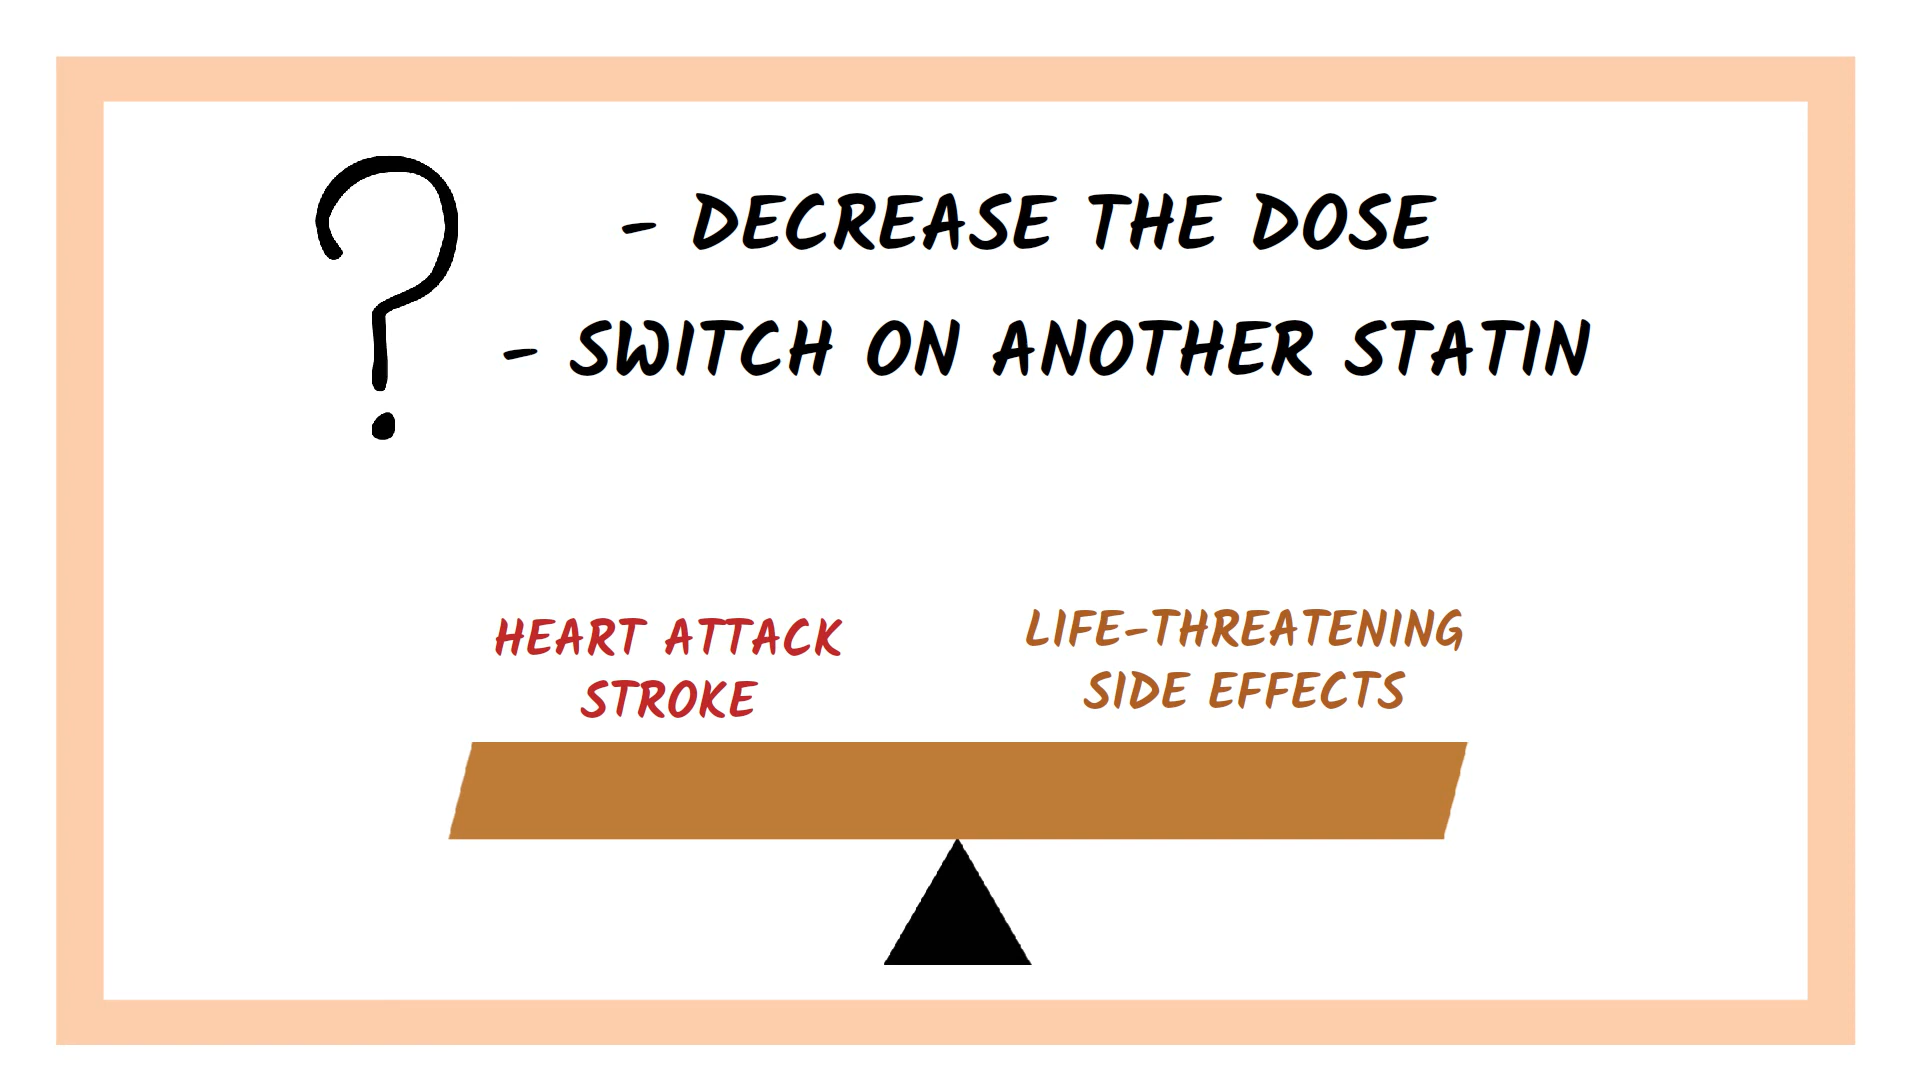 ?
- DECREASE THE DOSE
- SWITCH ON ANOTHER STATIN
HEART ATTACK
STROKE
LIFE-THREATENING
SIDE EFFECTS